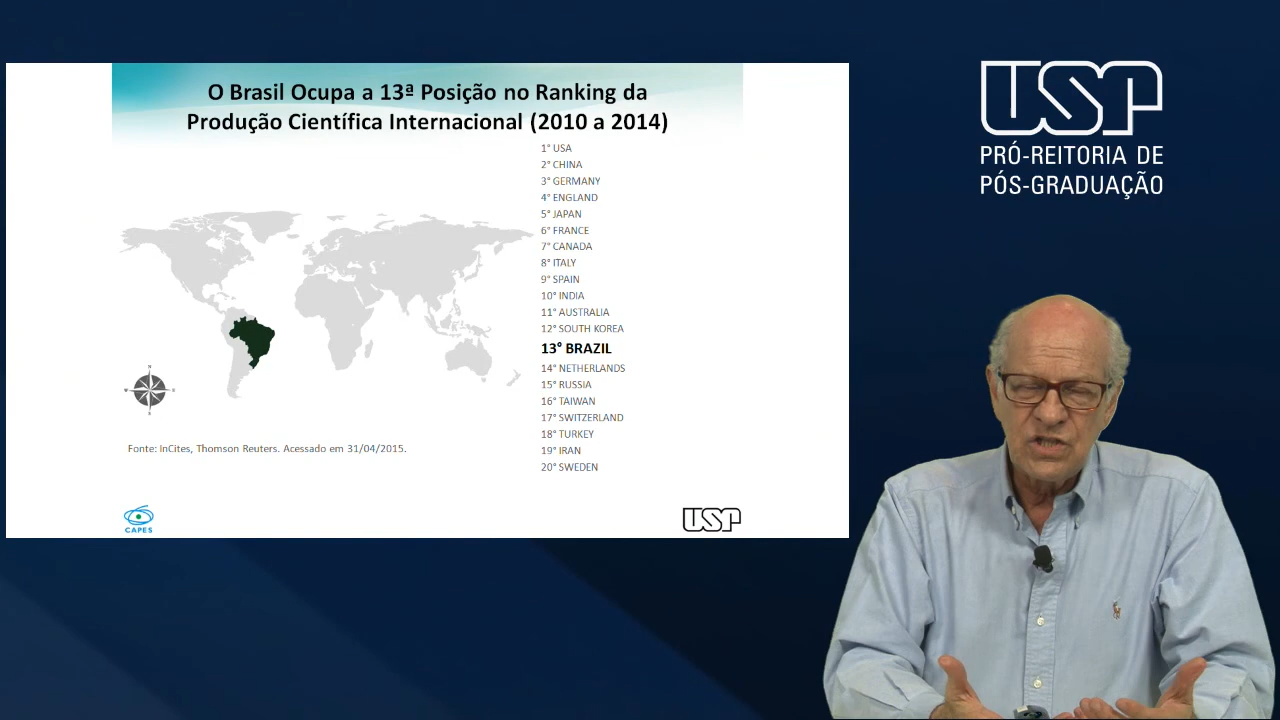 O Brasil Ocupa a 13ª Posição no Ranking da
Produção Científica Internacional (2010 a 2014)
1° USA
2° CHINA
3° GERMANY
4° ENGLAND
5° JAPAN
6° FRANCE
7° CANADA
8° ITALY
9° SPAIN
10° INDIA
11° AUSTRALIA
12° SOUTH KOREA
13° BRAZIL
14° NETHERLANDS
15° RUSSIA
16° TAIWAN
17° SWITZERLAND
18° TURKEY
19° IRAN
20° SWEDEN
Fonte: InCites, Thomson Reuters. Acessado em 31/04/2015.
CAPES
USP
USP
PRÓ-REITORIA DE
PÓS-GRADUAÇÃO